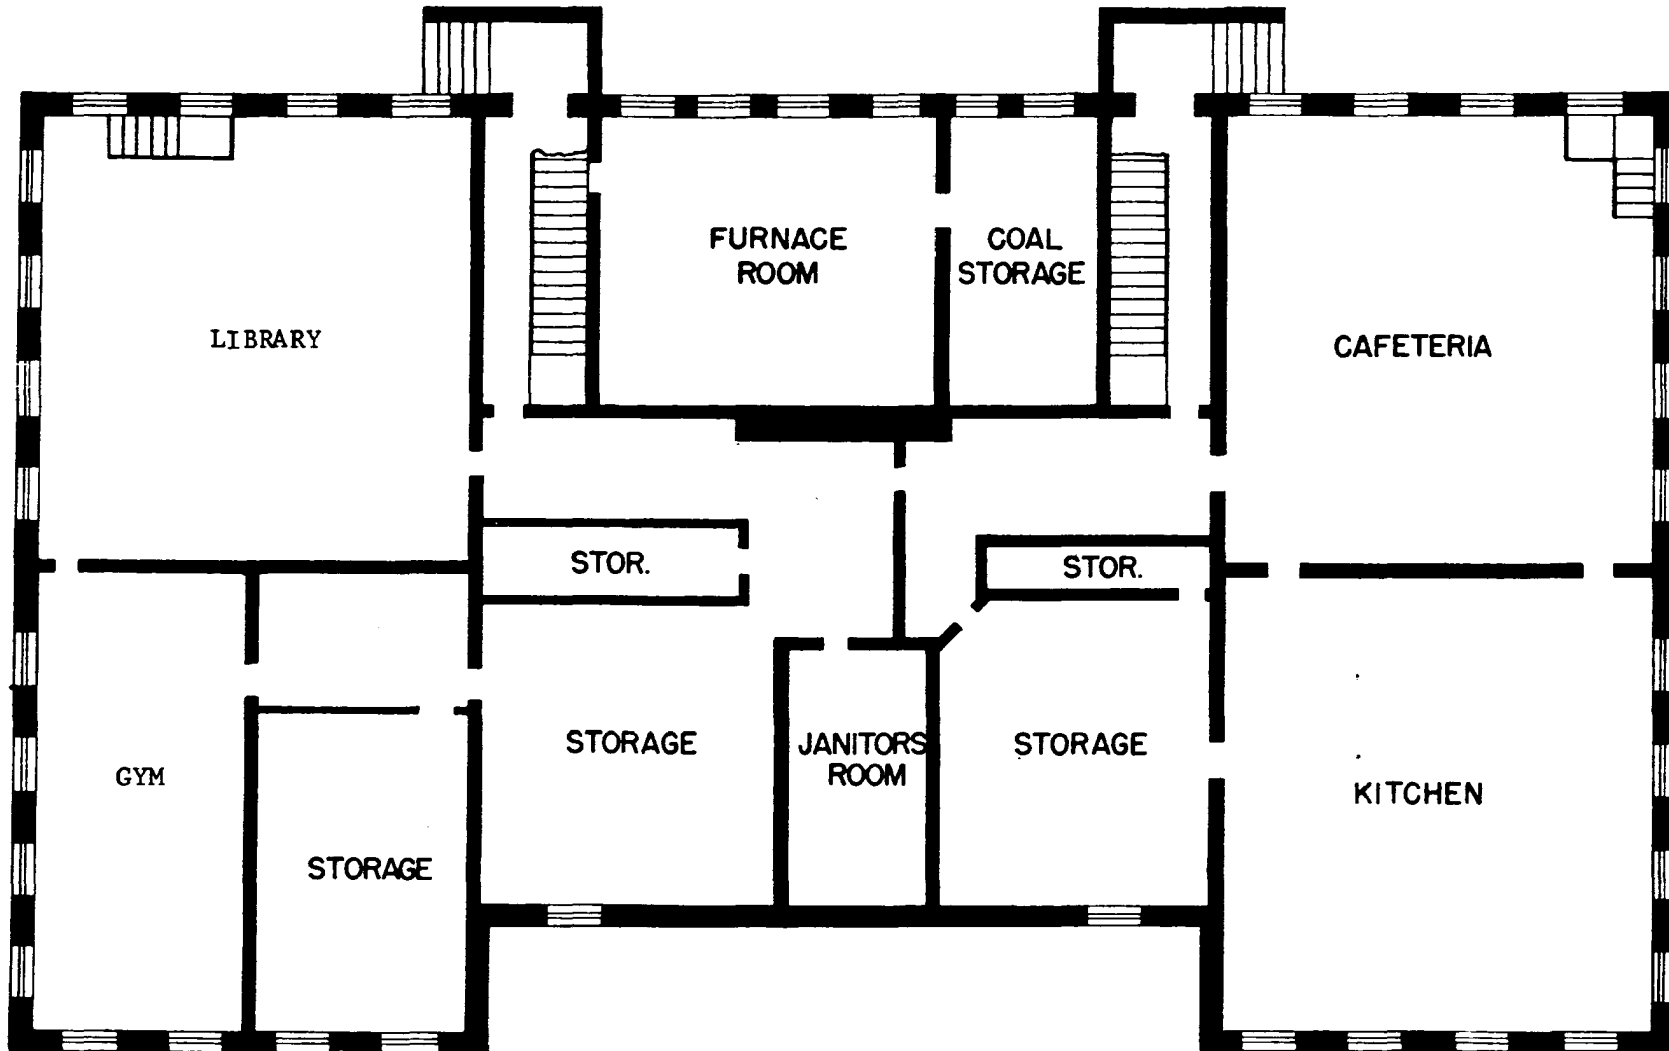 FURNACE
ROOM
COAL
STORAGE
LIBRARY
CAFETERIA
STOR.
STOR.
STORAGE
JANITORS
ROOM
STORAGE
GYM
KITCHEN
STORAGE